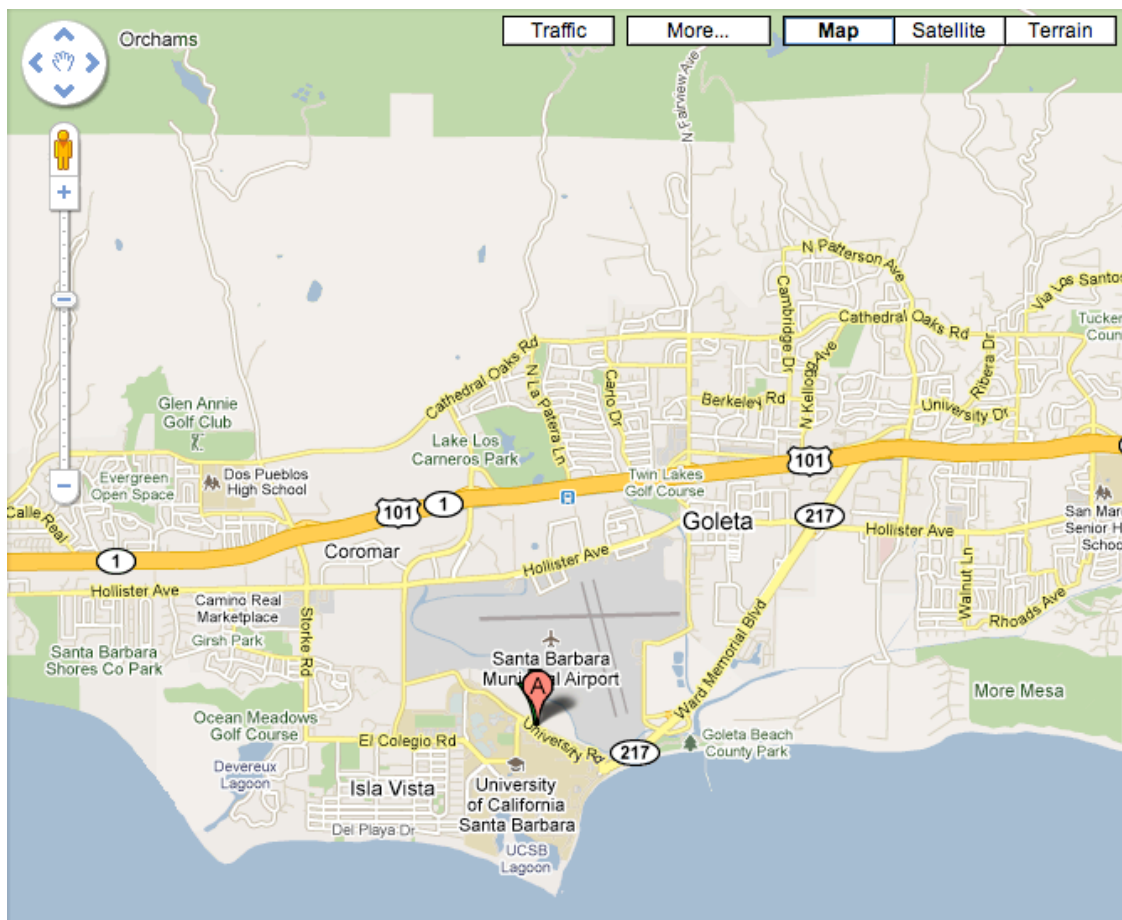 Traffic
More...
Map
Satellite
Terrain
Orchams
N Fairview Ave
N Patterson Ave
Via Los Santos
Cambridge Dr
Cathedral Oaks Rd
Tucker
Coun
Ribera Dr
Cathedral Oaks Rd
N La Patera Ln
Carlo Dr
N Kellogg Ave
Berkeley Rd
University Dr
Glen Annie
Golf Club
Lake Los
Carneros Park
Evergreen
Open Space
Dos Pueblos
High School
Twin Lakes
Golf Course
101
101
1
217
Goleta
Hollister Ave
San Marc
Senior Hi
Schoo
Calle Real
1
Coromar
Hollister Ave
Hollister Ave
Walnut Ln
Rhoads Ave
Camino Real
Marketplace
Girsh Park
Storke Rd
Santa Barbara
Shores Co Park
Santa Barbara
Municipal Airport
A
Ward Memorial Blvd
More Mesa
Ocean Meadows
Golf Course
El Colegio Rd
University Rd
217
Goleta Beach
County Park
Devereux
Lagoon
Isla Vista
University
of California
Santa Barbara
Del Playa Dr
UCSB
Lagoon